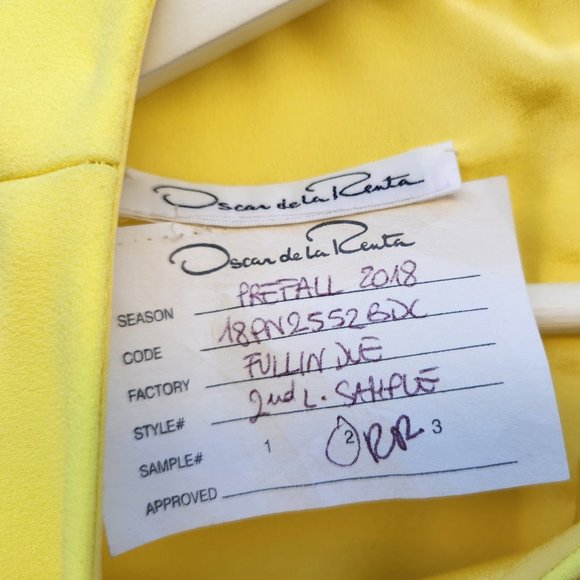 Oscar de la Renta
Oscar de la Renta
SEASON PREFALL 2018
CODE 18PN2552BDC
FACTORY FULLIN DUE
STYLE# 2nd L. SAMPLE
SAMPLE# 1 2 RR 3
APPROVED